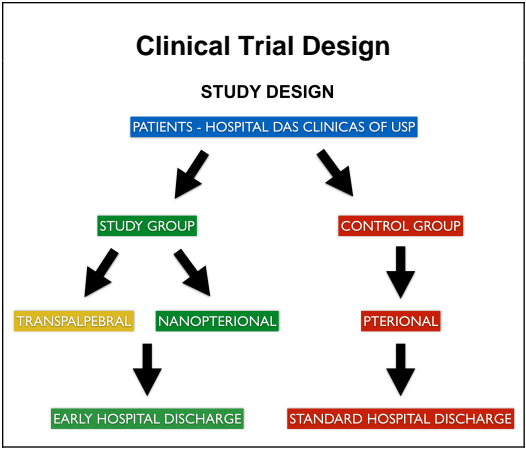 Clinical Trial Design
STUDY DESIGN
PATIENTS - HOSPITAL DAS CLINICAS OF USP
STUDY GROUP
CONTROL GROUP
TRANSPALPEBRAL
NANOPTERIONAL
PTERIONAL
EARLY HOSPITAL DISCHARGE
STANDARD HOSPITAL DISCHARGE